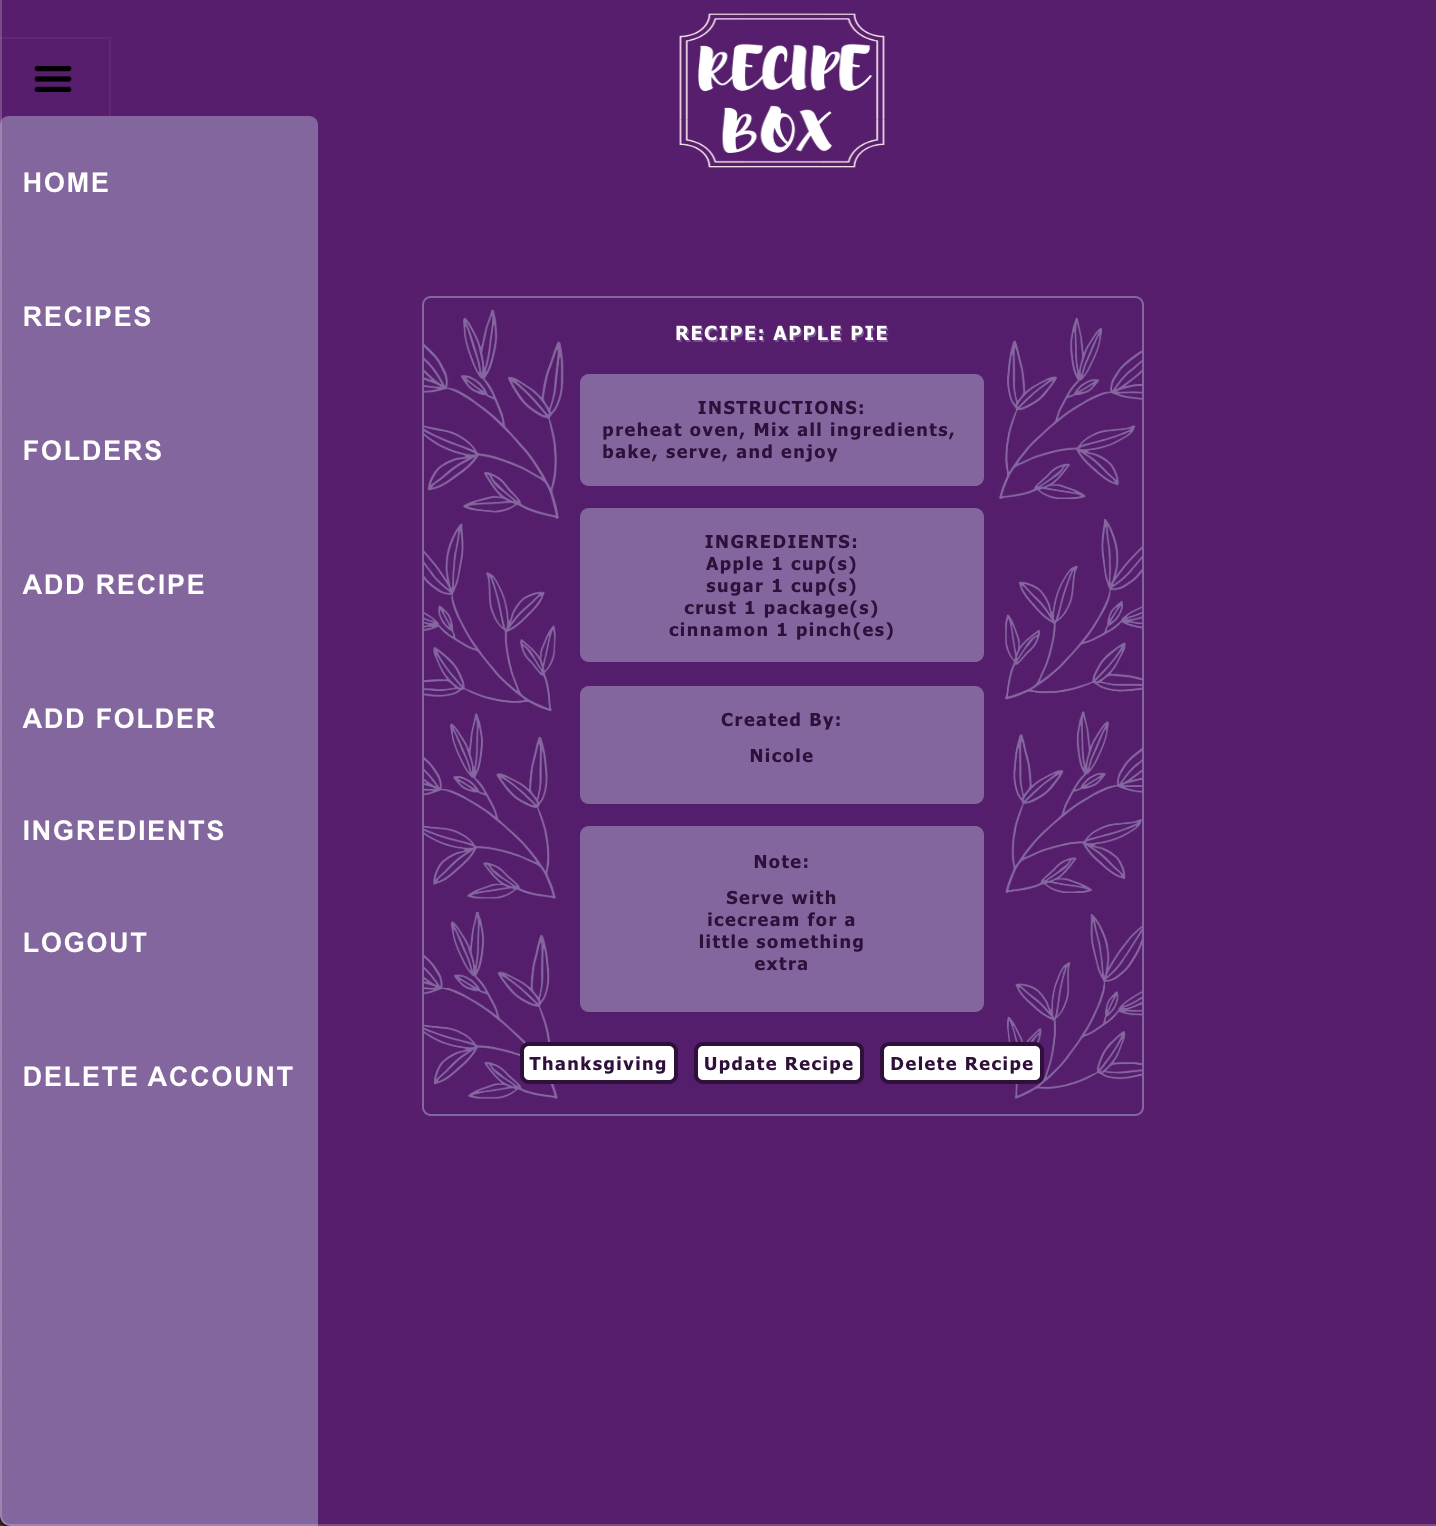 RECIPE
BOX
HOME
RECIPES
FOLDERS
ADD RECIPE
ADD FOLDER
INGREDIENTS
LOGOUT
DELETE ACCOUNT
RECIPE: APPLE PIE
INSTRUCTIONS:
preheat oven, Mix all ingredients,
bake, serve, and enjoy
INGREDIENTS:
Apple 1 cup(s)
sugar 1 cup(s)
crust 1 package(s)
cinnamon 1 pinch(es)
Created By:
Nicole
Note:
Serve with
icecream for a
little something
extra
Thanksgiving
Update Recipe
Delete Recipe